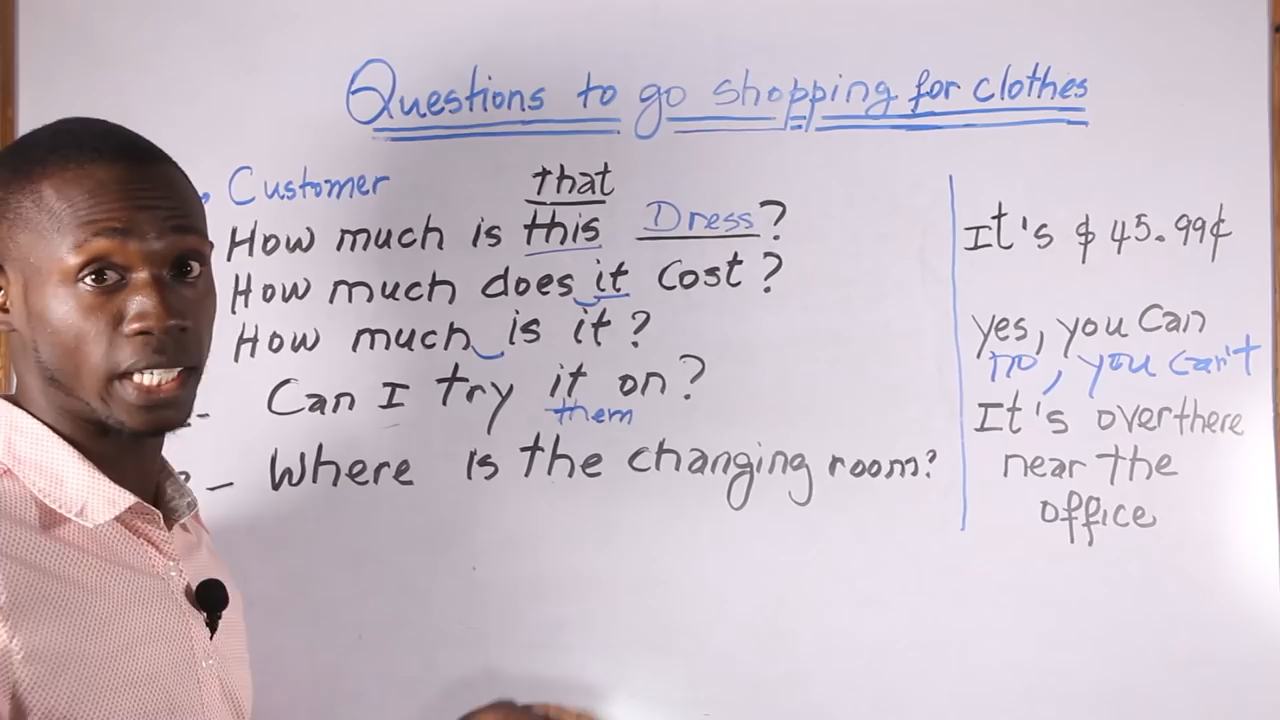 Questions to go shopping for clothes
Customer
that
How much is this Dress?
How much does it cost?
How much is it?
Can I try it on?
them
Where is the changing room?
It's $ 45.99¢
yes, you can
no, you can't
It's over there
near the
office